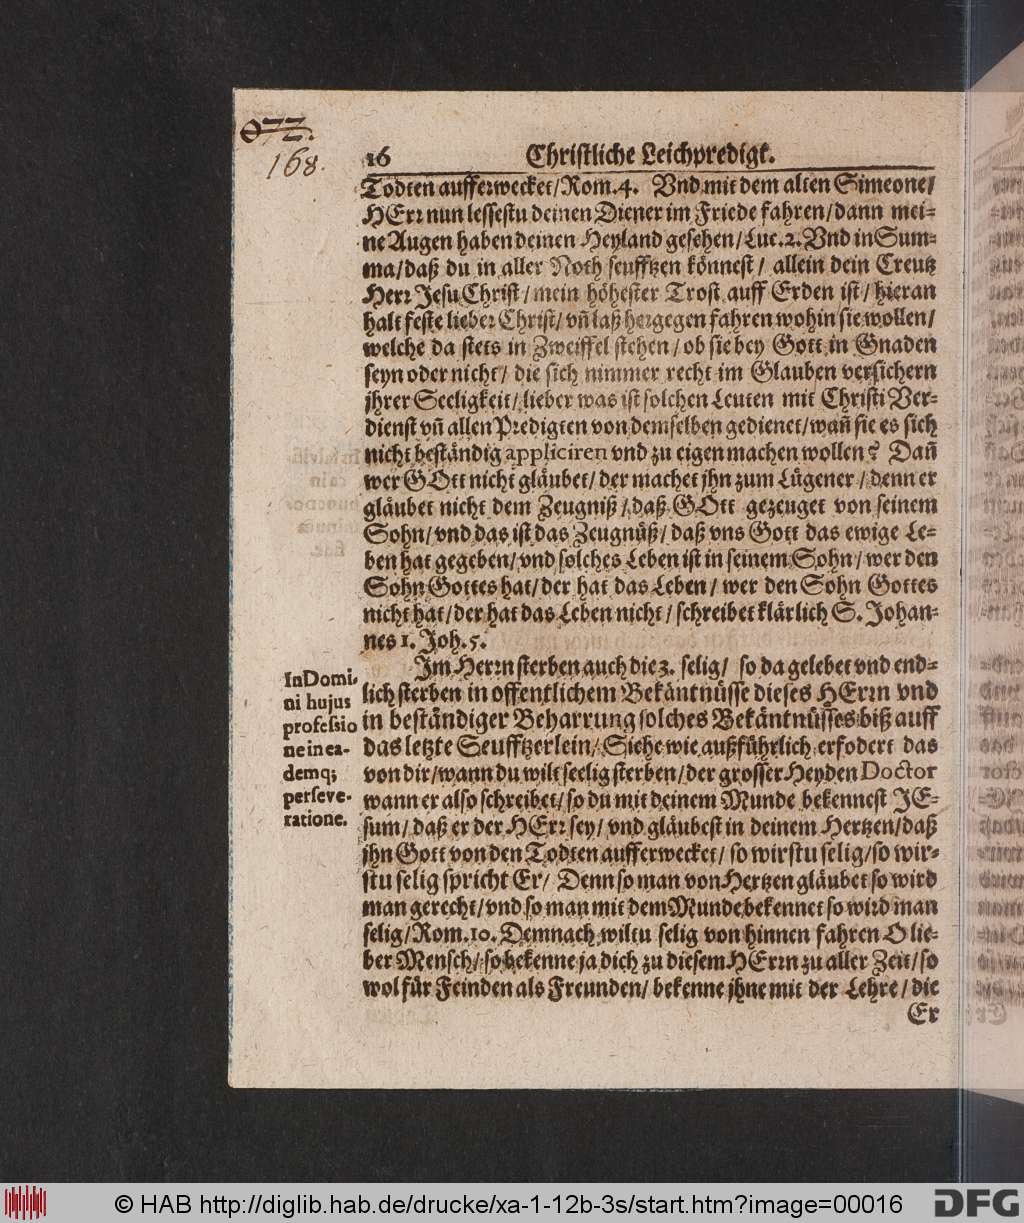 072.
168.
16 Christliche Leichpredigt.
Todten aufferwecket/Rom.4. Vnd mit dem alten Simeone/
HErr nun lessestu deinen Diener im Friede fahren/dann mei-
ne Augen haben deinen Heyland gesehen/Luc.2. Vnd in Sum-
ma/daß du in aller Noth seufftzen könnest/ allein dein Creutz
Herr Jesu Christ/mein höhester Trost auff Erden ist/hieran
halt feste lieber Christ/vn̄ laß hergegen fahren wohin sie wollen/
welche da stets in Zweiffel stehen/ob sie bey Gott in Gnaden
seyn oder nicht/ die sich nimmer recht im Glauben versichern
jhrer Seeligkeit/lieber was ist solchen Leuten mit Christi Ver-
dienst vn̄ allen Predigten von demselben gedienet/wan̄ sie es sich
nicht beständig appliciren vnd zu eigen machen wollen? Dan̄
wer GOtt nicht gläubet/der machet jhn zum Lügener/denn er
gläubet nicht dem Zeugniß/daß GOtt gezeuget von seinem
Sohn/vnd das ist das Zeugnüß/daß vns Gott das ewige Le-
ben hat gegeben/vnd solches Leben ist in seinem Sohn/wer den
Sohn Gottes hat/der hat das Leben/ wer den Sohn Gottes
nicht hat/der hat das Leben nicht/schreibet klärlich S. Johan-
nes 1. Joh.5.
Im Herrn sterben auch die 3. selig/ so da gelebet vnd end-
lich sterben in offentlichem Bekäntnüsse dieses HErrn vnd
in beständiger Beharrung solches Bekäntnüsses biß auff
das letzte Seufftzerlein/Siehe wie außführlich erfodert das
von dir/wann du wilt seelig sterben/der grosser Heyden Doctor
wann er also schreibet/so du mit deinem Munde bekennest JE-
sum/daß er der HErr sey/vnd gläubest in deinem Hertzen/daß
jhn Gott von den Todten aufferwecket/ so wirstu selig/so wir-
stu selig spricht Er/ Denn so man von Hertzen gläubet so wird
man gerecht/vnd so man mit dem Munde bekennet so wird man
selig/Rom.10. Demnach wiltu selig von hinnen fahren O lie-
ber Mensch/so bekenne ja dich zu diesem HErrn zu aller Zeit/so
wol für Feinden als Freunden/ bekenne jhne mit der Lehre/die
Er
In Domi-
ni hujus
professio
ne in ea-
demq;
perseve-
ratione.
© HAB http://diglib.hab.de/drucke/xa-1-12b-3s/start.htm?image=00016
DFG